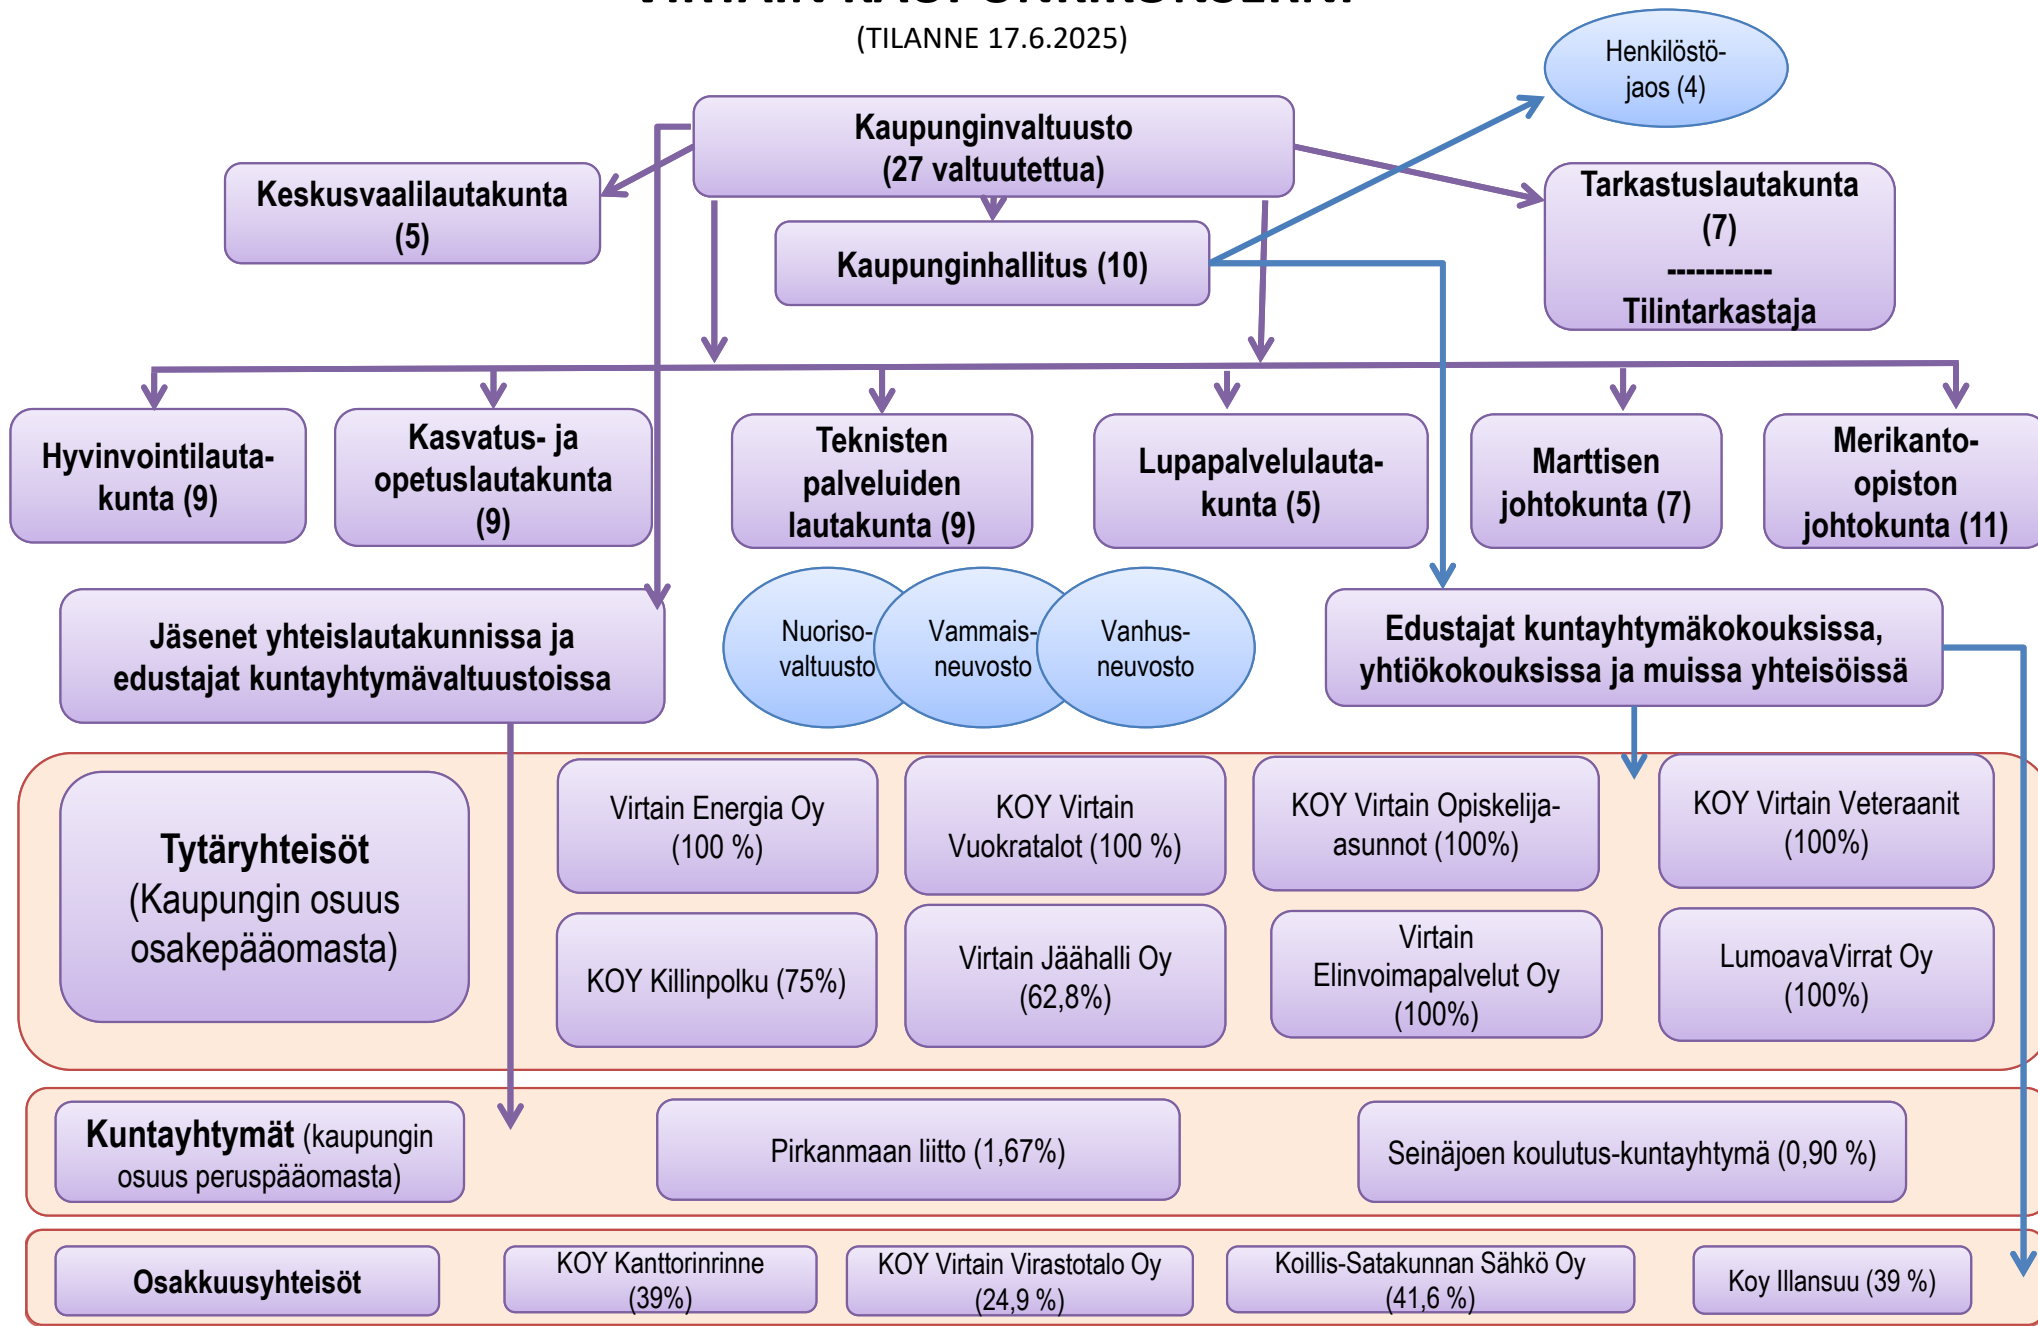 (TILANNE 17.6.2025)
Henkilöstö-
jaos (4)
Kaupunginvaltuusto
(27 valtuutettua)
Keskusvaalilautakunta
(5)
Kaupunginhallitus (10)
Tarkastuslautakunta
(7)
-----------
Tilintarkastaja
Hyvinvointilauta-
kunta (9)
Kasvatus- ja
opetuslautakunta
(9)
Teknisten
palveluiden
lautakunta (9)
Lupapalvelulauta-
kunta (5)
Marttisen
johtokunta (7)
Merikanto-
opiston
johtokunta (11)
Jäsenet yhteislautakunnissa ja
edustajat kuntayhtymävaltuustoissa
Nuoriso-
valtuusto
Vammais-
neuvosto
Vanhus-
neuvosto
Edustajat kuntayhtymäkokouksissa,
yhtiökokouksissa ja muissa yhteisöissä
Tytäryhteisöt
(Kaupungin osuus
osakepääomasta)
Virtain Energia Oy
(100 %)
KOY Virtain
Vuokratalot (100 %)
KOY Virtain Opiskelija-
asunnot (100%)
KOY Virtain Veteraanit
(100%)
KOY Killinpolku (75%)
Virtain Jäähalli Oy
(62,8%)
Virtain
Elinvoimapalvelut Oy
(100%)
LumoavaVirrat Oy
(100%)
Kuntayhtymät (kaupungin
osuus peruspääomasta)
Pirkanmaan liitto (1,67%)
Seinäjoen koulutus-kuntayhtymä (0,90 %)
Osakkuusyhteisöt
KOY Kanttorinrinne
(39%)
KOY Virtain Virastotalo Oy
(24,9 %)
Koillis-Satakunnan Sähkö Oy
(41,6 %)
Koy Illansuu (39 %)